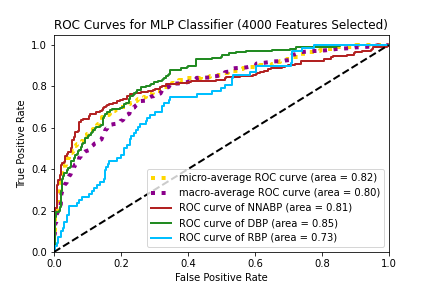 ROC Curves for MLP Classifier (4000 Features Selected)
True Positive Rate
1.0
0.8
0.6
0.4
0.2
0.0
micro-average ROC curve (area = 0.82)
macro-average ROC curve (area = 0.80)
ROC curve of NNABP (area = 0.81)
ROC curve of DBP (area = 0.85)
ROC curve of RBP (area = 0.73)
0.0 0.2 0.4 0.6 0.8 1.0
False Positive Rate